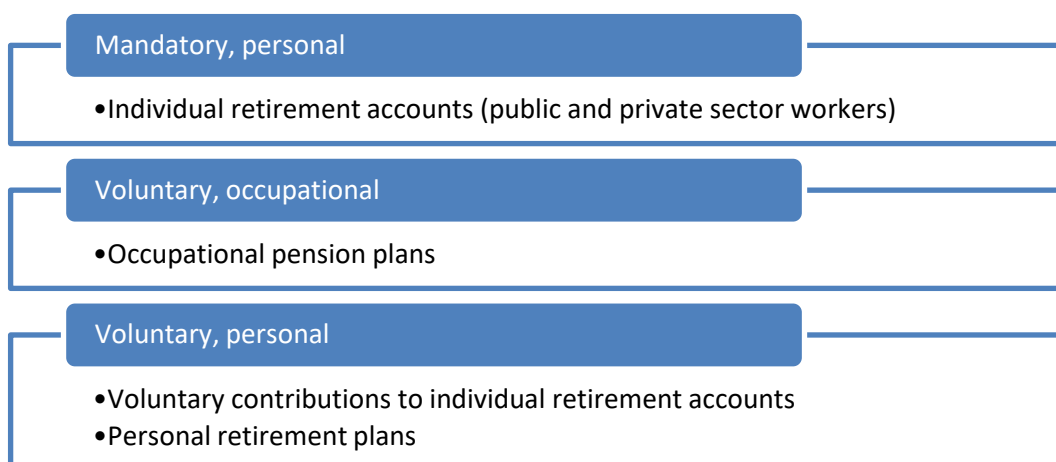 Mandatory, personal
•Individual retirement accounts (public and private sector workers)
Voluntary, occupational
•Occupational pension plans
Voluntary, personal
•Voluntary contributions to individual retirement accounts
•Personal retirement plans